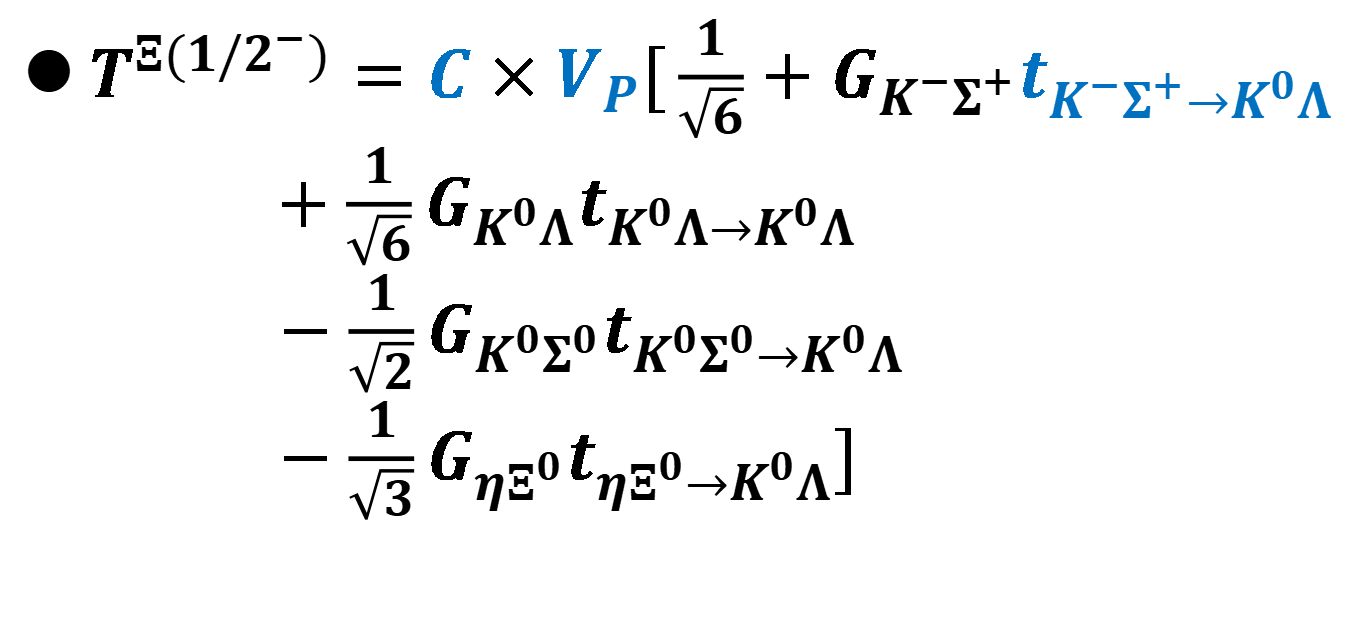 ● T^Ξ(1/2⁻) = C × V_P[1/√6 + G_{K⁻Σ⁺} t_{K⁻Σ⁺→K⁰Λ}
+ 1/√6 G_{K⁰Λ} t_{K⁰Λ→K⁰Λ}
− 1/√2 G_{K⁰Σ⁰} t_{K⁰Σ⁰→K⁰Λ}
− 1/√3 G_{ηΞ⁰} t_{ηΞ⁰→K⁰Λ}]